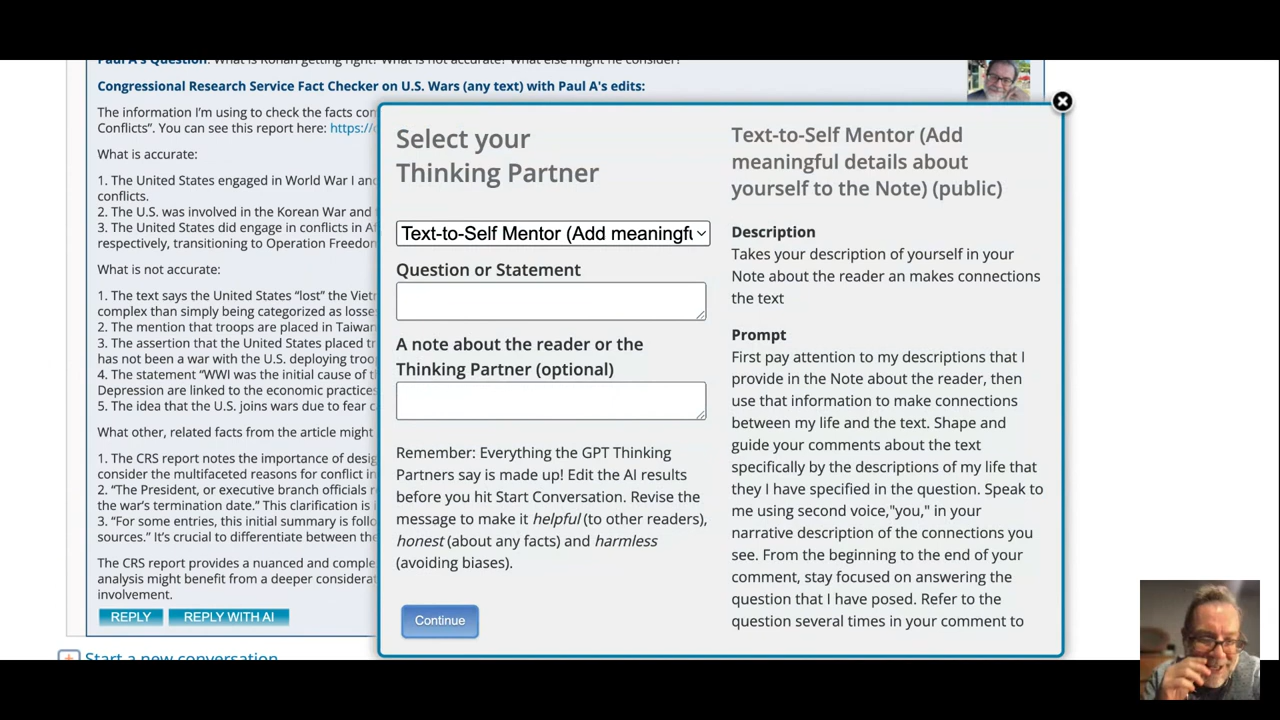 Paul A's Question: What is Ronan getting right? What is not accurate? What else might he consider?
Congressional Research Service Fact Checker on U.S. Wars (any text) with Paul A's edits:
The information I'm using to check the facts con
Conflicts". You can see this report here: https://c
What is accurate:
1. The United States engaged in World War I and
conflicts.
2. The U.S. was involved in the Korean War and
3. The United States did engage in conflicts in Af
respectively, transitioning to Operation Freedon
What is not accurate:
1. The text says the United States “lost” the Vietr
complex than simply being categorized as losse
2. The mention that troops are placed in Taiwan
3. The assertion that the United States placed tr
has not been a war with the U.S. deploying troo
4. The statement “WWI was the initial cause of t
Depression are linked to the economic practices
5. The idea that the U.S. joins wars due to fear c
What other, related facts from the article might
1. The CRS report notes the importance of desig
consider the multifaceted reasons for conflict in
2. “The President, or executive branch officials r
the war's termination date.” This clarification is i
3. “For some entries, this initial summary is follo
sources.” It's crucial to differentiate between the
The CRS report provides a nuanced and comple
analysis might benefit from a deeper considerat
involvement.
REPLY REPLY WITH AI
Start a new conversation
Select your
Thinking Partner
Text-to-Self Mentor (Add meaningfu
Question or Statement
A note about the reader or the
Thinking Partner (optional)
Remember: Everything the GPT Thinking
Partners say is made up! Edit the AI results
before you hit Start Conversation. Revise the
message to make it helpful (to other readers),
honest (about any facts) and harmless
(avoiding biases).
Continue
Text-to-Self Mentor (Add
meaningful details about
yourself to the Note) (public)
Description
Takes your description of yourself in your
Note about the reader an makes connections
the text
Prompt
First pay attention to my descriptions that I
provide in the Note about the reader, then
use that information to make connections
between my life and the text. Shape and
guide your comments about the text
specifically by the descriptions of my life that
they I have specified in the question. Speak to
me using second voice,"you," in your
narrative description of the connections you
see. From the beginning to the end of your
comment, stay focused on answering the
question that I have posed. Refer to the
question several times in your comment to